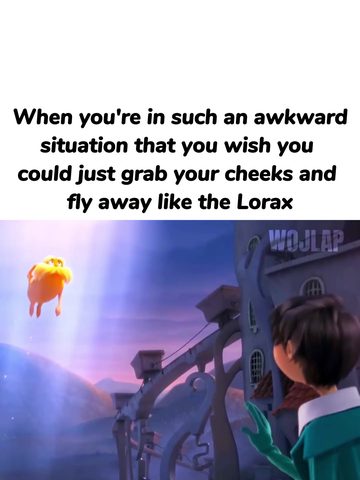 When you're in such an awkward
situation that you wish you
could just grab your cheeks and
fly away like the Lorax
WOJLAP